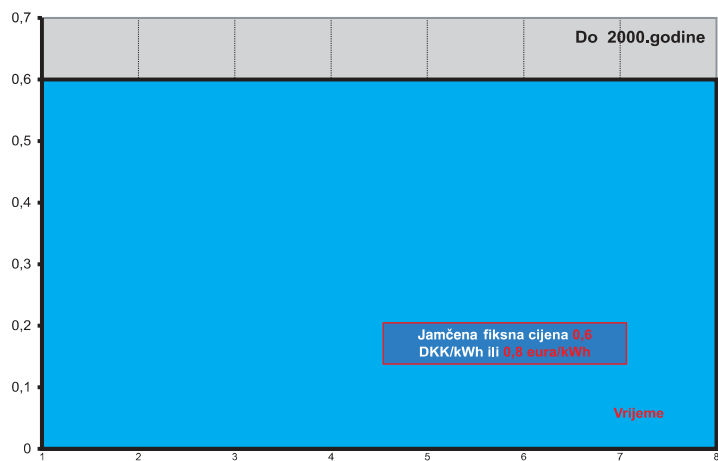 0,7
Do 2000.godine
0,6
0,5
0,4
0,3
0,2
Jamčena fiksna cijena 0,6
DKK/kWh ili 0,8 eura/kWh
0,1
Vrijeme
0
1 2 3 4 5 6 7 8